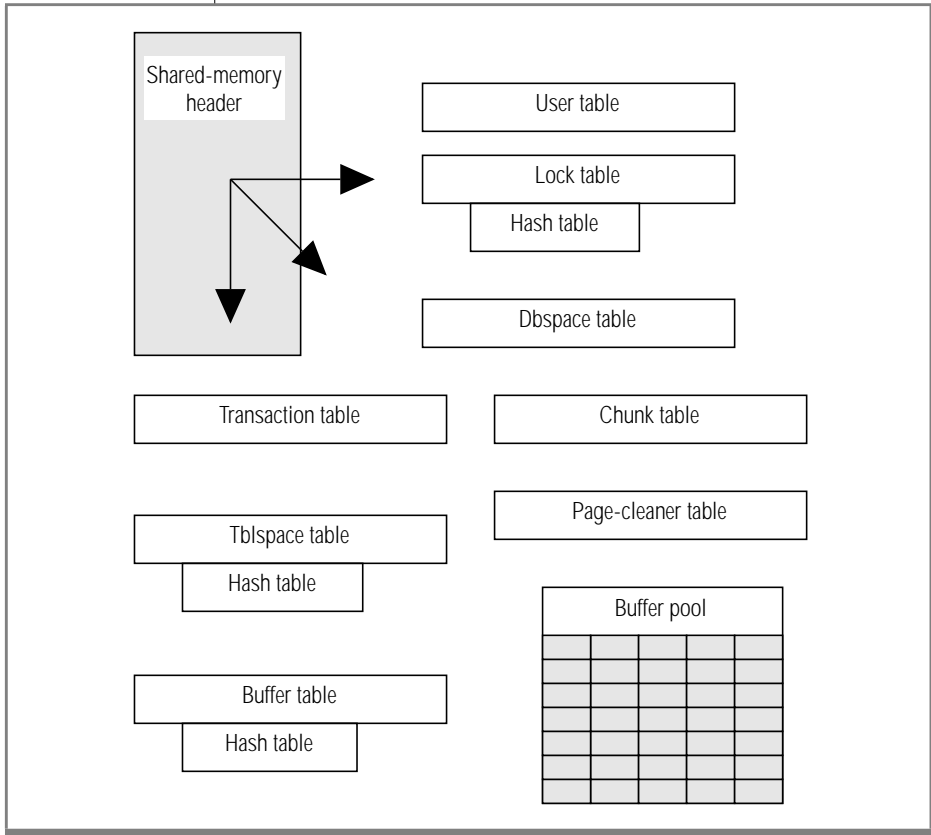 Shared-memory
header
User table
Lock table
Hash table
Dbspace table
Transaction table
Chunk table
Page-cleaner table
Tblspace table
Hash table
Buffer pool
Buffer table
Hash table